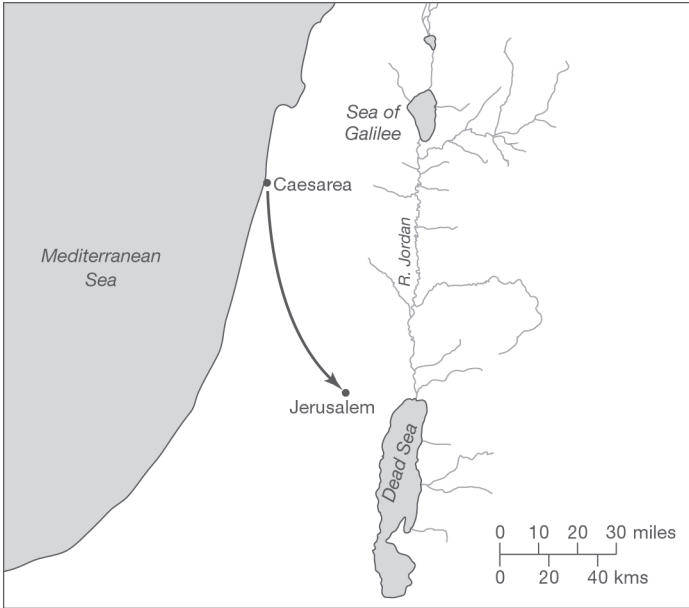 Sea of
Galilee
Caesarea
Mediterranean
Sea
R. Jordan
Jerusalem
Dead Sea
0 10 20 30 miles
0 20 40 kms